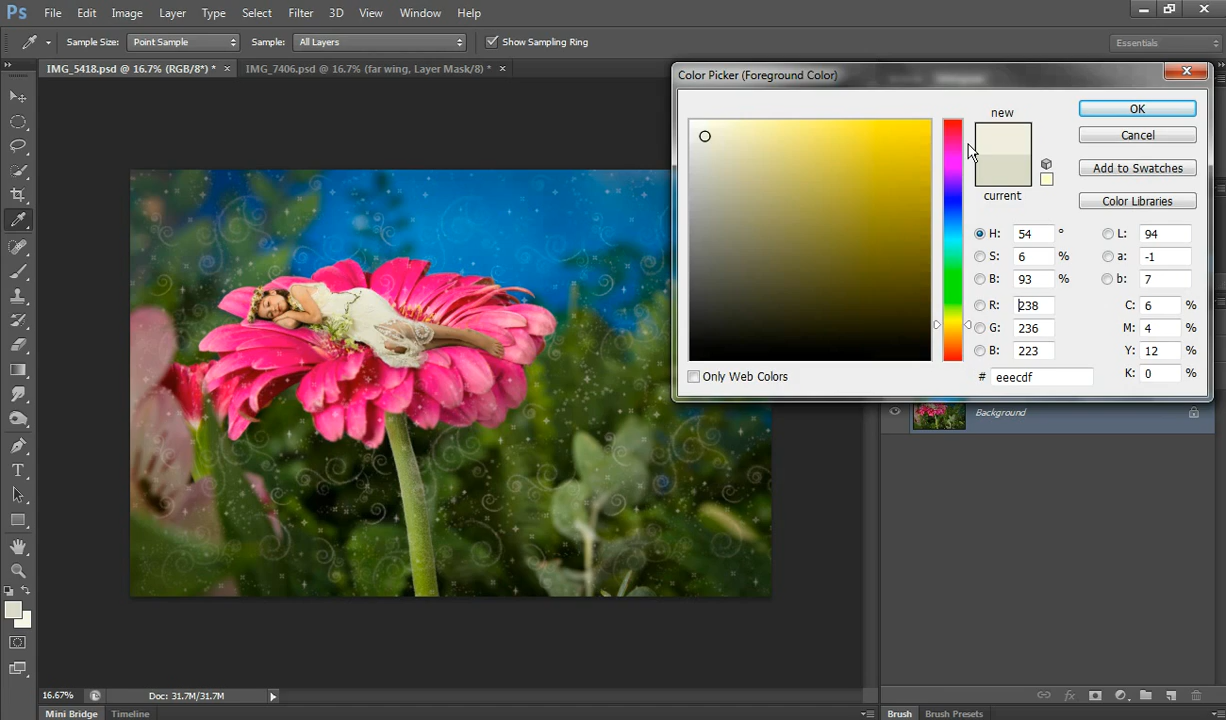 Ps File Edit Image Layer Type Select Filter 3D View Window Help
Sample Size: Point Sample Sample: All Layers Show Sampling Ring Essentials
IMG_5418.psd @ 16.7% (RGB/8*) * × IMG_7406.psd @ 16.7% (far wing, Layer Mask/8) * ×
Color Picker (Foreground Color)
new
OK
Cancel
Add to Swatches
current
Color Libraries
H: 54 ° L: 94
S: 6 % a: -1
B: 93 % b: 7
R: 238 C: 6 %
G: 236 M: 4 %
B: 223 Y: 12 %
Only Web Colors # eeecdf K: 0 %
Background
16.67% Doc: 31.7M/31.7M
Mini Bridge Timeline Brush Brush Presets